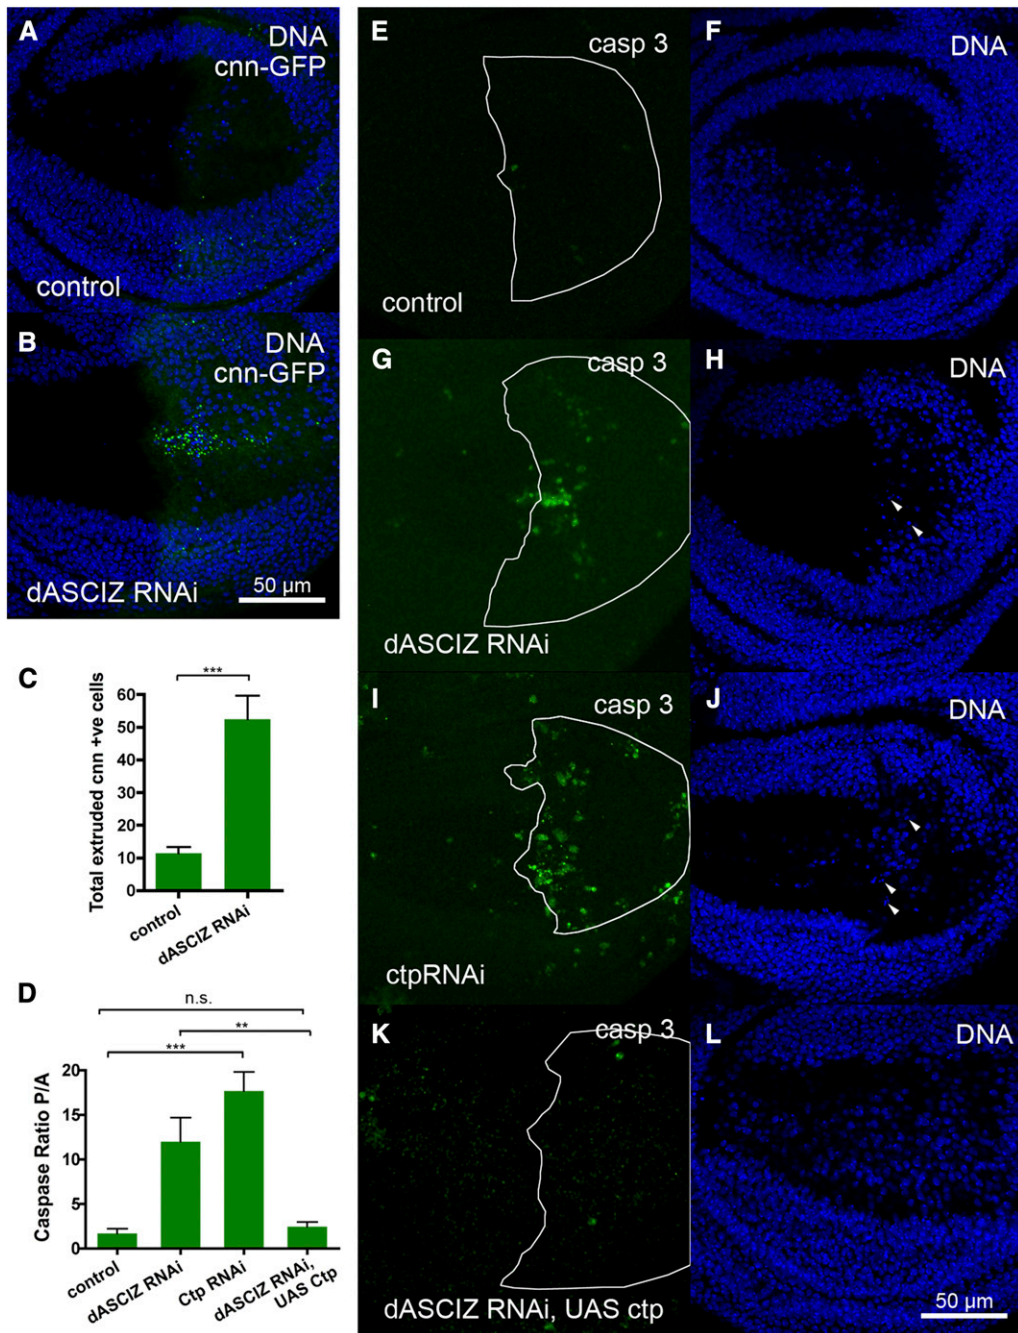 A
DNA
cnn-GFP
control
B
DNA
cnn-GFP
dASCIZ RNAi
50 µm
C
***
Total extruded cnn +ve cells
60
50
40
30
20
10
0
control
dASCIZ RNAi
D
n.s.
**
***
Caspase Ratio P/A
20
15
10
5
0
control
dASCIZ RNAi
Ctp RNAi
dASCIZ RNAi,
UAS Ctp
E
casp 3
control
F
DNA
G
casp 3
dASCIZ RNAi
H
DNA
I
casp 3
ctpRNAi
J
DNA
K
casp 3
dASCIZ RNAi, UAS ctp
L
DNA
50 µm